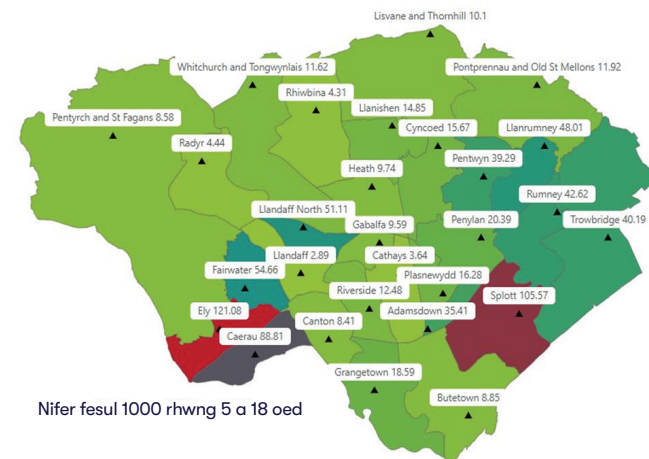 Lisvane and Thornhill 10.1
Whitchurch and Tongwynlais 11.62
Pontprennau and Old St Mellons 11.92
Rhiwbina 4.31
Llanishen 14.85
Pentyrch and St Fagans 8.58
Cyncoed 15.67
Llanrumney 48.01
Radyr 4.44
Pentwyn 39.29
Heath 9.74
Rumney 42.62
Llandaff North 51.11
Gabalfa 9.59
Penylan 20.39
Trowbridge 40.19
Llandaff 2.89
Cathays 3.64
Fairwater 54.66
Plasnewydd 16.28
Riverside 12.48
Splott 105.57
Ely 121.08
Canton 8.41
Adamsdown 35.41
Caerau 88.81
Grangetown 18.59
Butetown 8.85
Nifer fesul 1000 rhwng 5 a 18 oed